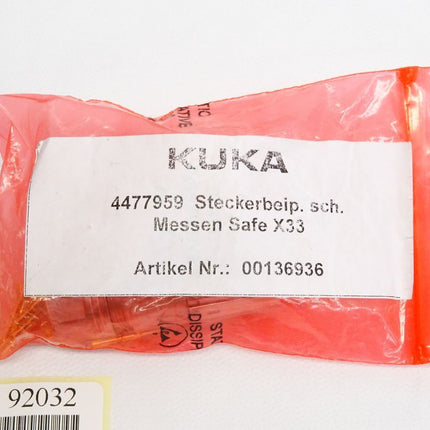 KUKA
4477959 Steckerbeip. sch.
Messen Safe X33
Artikel Nr.: 00136936
92032